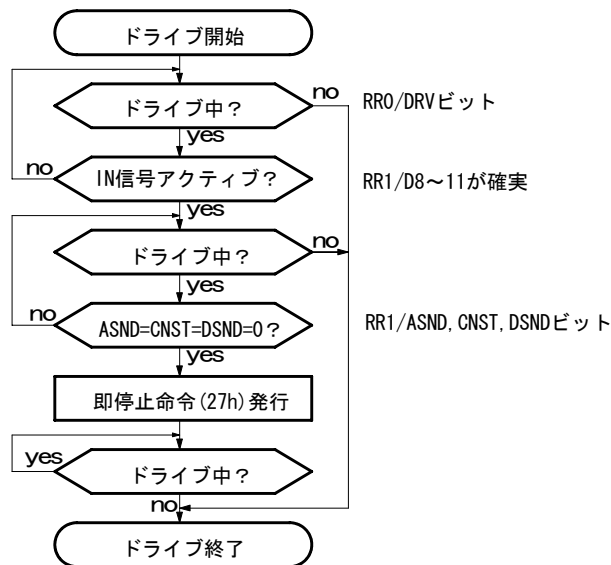 ドライブ開始
ドライブ中？
no
RR0/DRVビット
yes
no
IN信号アクティブ？
RR1/D8～11が確実
yes
ドライブ中？
no
yes
no
ASND=CNST=DSND=0？
RR1/ASND,CNST,DSNDビット
yes
即停止命令(27h)発行
yes
ドライブ中？
no
ドライブ終了